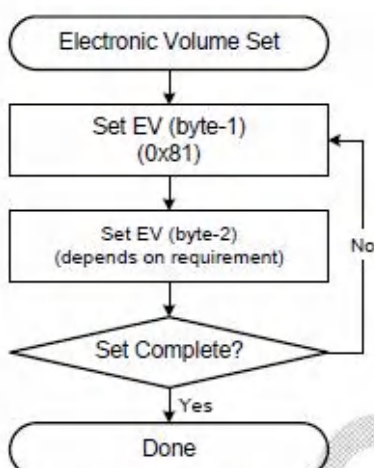 Electronic Volume Set
Set EV (byte-1)
(0x81)
Set EV (byte-2)
(depends on requirement)
No
Set Complete?
Yes
Done